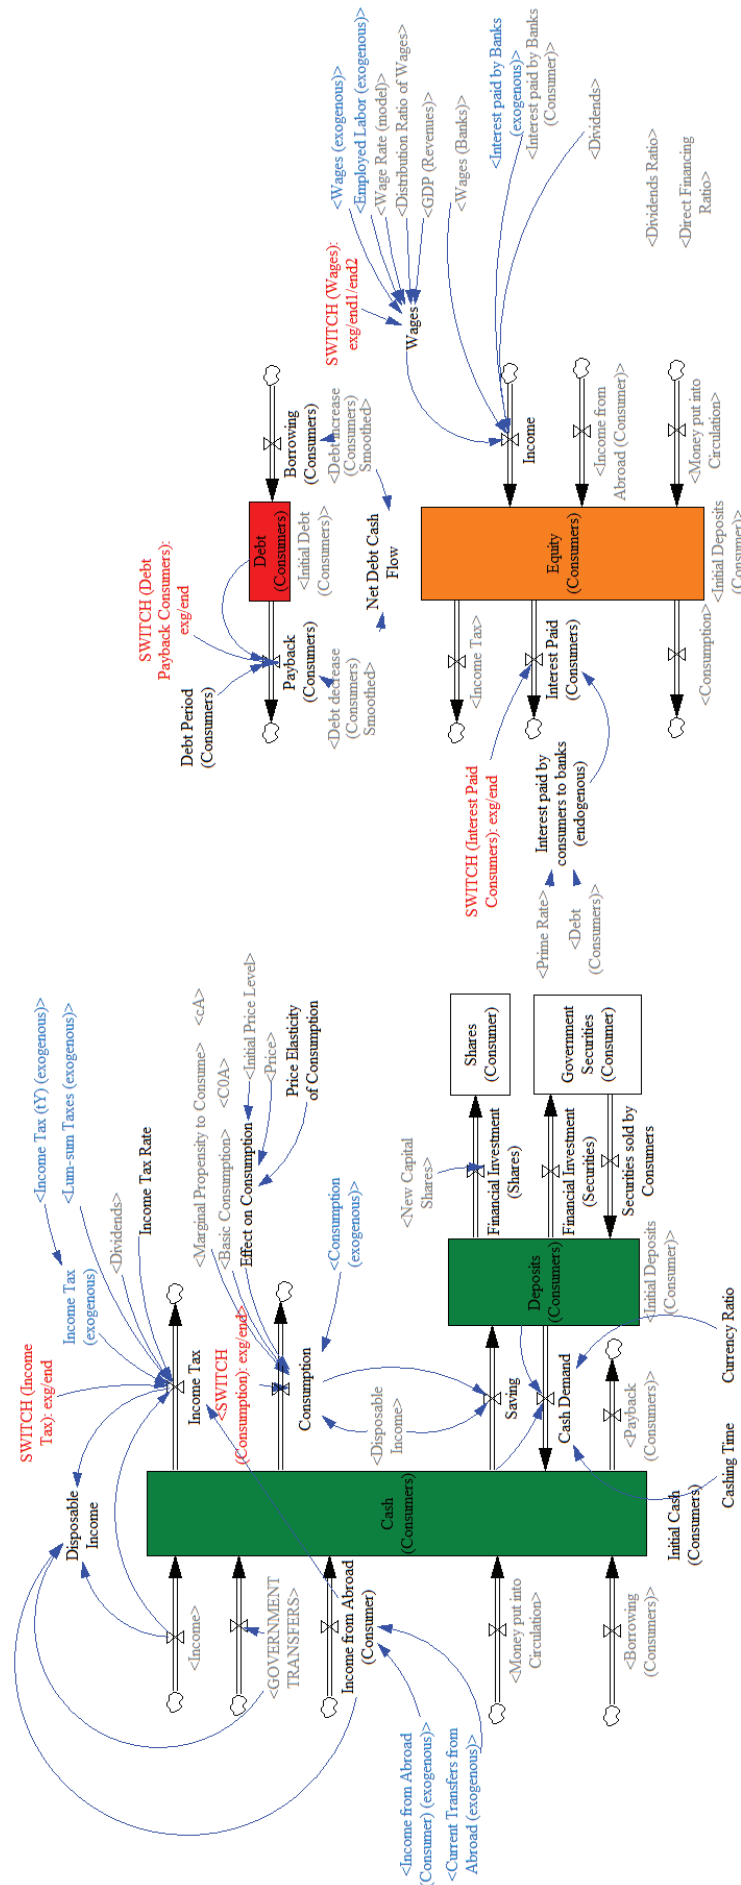 <Income from Abroad
(Consumer) (exogenous)>
<Current Transfers from
Abroad (exogenous)>
Disposable
Income
<Income>
<GOVERNMENT
TRANSFERS>
Income from Abroad
(Consumer)
<Money put into
Circulation>
<Borrowing
(Consumers)>
Cash
(Consumers)
Initial Cash
(Consumers)
SWITCH (Income
Tax): exg/end
Income Tax
(exogenous)
<Income Tax (tY) (exogenous)>
<Lum-sum Taxes (exogenous)>
<Dividends>
Income Tax Rate
Income Tax
<SWITCH
(Consumption): exg/end>
<Marginal Propensity to Consume>
<cA>
<Basic Consumption>
<C0A>
Effect on Consumption
<Initial Price Level>
<Price>
Price Elasticity
of Consumption
Consumption
<Consumption
(exogenous)>
<Disposable
Income>
Saving
Cash Demand
<Payback
(Consumers)>
Cashing Time
Currency Ratio
Deposits
(Consumers)
<Initial Deposits
(Consumer)>
<New Capital
Shares>
Financial Investment
(Shares)
Financial Investment
(Securities)
Securities sold by
Consumers
Shares
(Consumer)
Government
Securities
(Consumer)
Debt Period
(Consumers)
SWITCH (Debt
Payback Consumers):
exg/end
Payback
(Consumers)
<Debt decrease
(Consumers)
Smoothed>
Debt
(Consumers)
<Initial Debt
(Consumers)>
Borrowing
(Consumers)
<Debt increase
(Consumers)
Smoothed>
Net Debt Cash
Flow
SWITCH (Interest Paid
Consumers): exg/end
<Prime Rate>
<Debt
(Consumers)>
Interest paid by
consumers to banks
(endogenous)
<Income Tax>
Interest Paid
(Consumers)
<Consumption>
Equity
(Consumers)
<Initial Deposits
(Consumer)>
Income
<Income from
Abroad (Consumer)>
<Money put into
Circulation>
SWITCH (Wages):
exg/end1/end2
Wages
<Wages (exogenous)>
<Employed Labor (exogenous)>
<Wage Rate (model)>
<Distribution Ratio of Wages>
<GDP (Revenues)>
<Wages (Banks)>
<Interest paid by Banks
(exogenous)>
<Interest paid by Banks
(Consumer)>
<Dividends>
<Dividends Ratio>
<Direct Financing
Ratio>